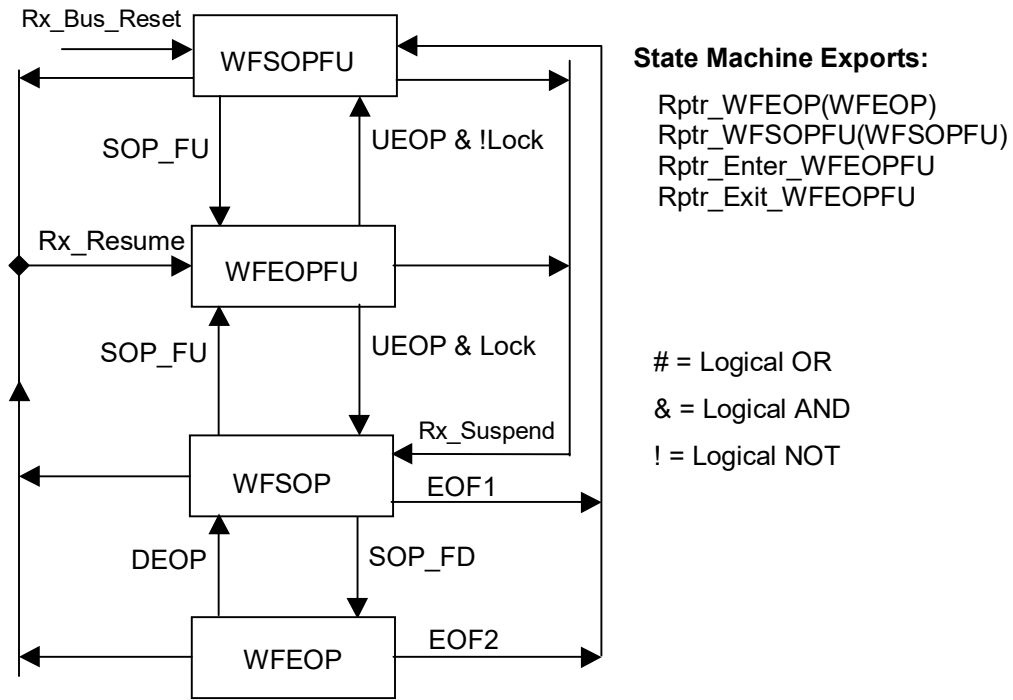 Rx_Bus_Reset
WFSOPFU
SOP_FU
UEOP & !Lock
Rx_Resume
WFEOPFU
SOP_FU
UEOP & Lock
Rx_Suspend
WFSOP
EOF1
DEOP
SOP_FD
WFEOP
EOF2
State Machine Exports:
Rptr_WFEOP(WFEOP)
Rptr_WFSOPFU(WFSOPFU)
Rptr_Enter_WFEOPFU
Rptr_Exit_WFEOPFU
# = Logical OR
& = Logical AND
! = Logical NOT